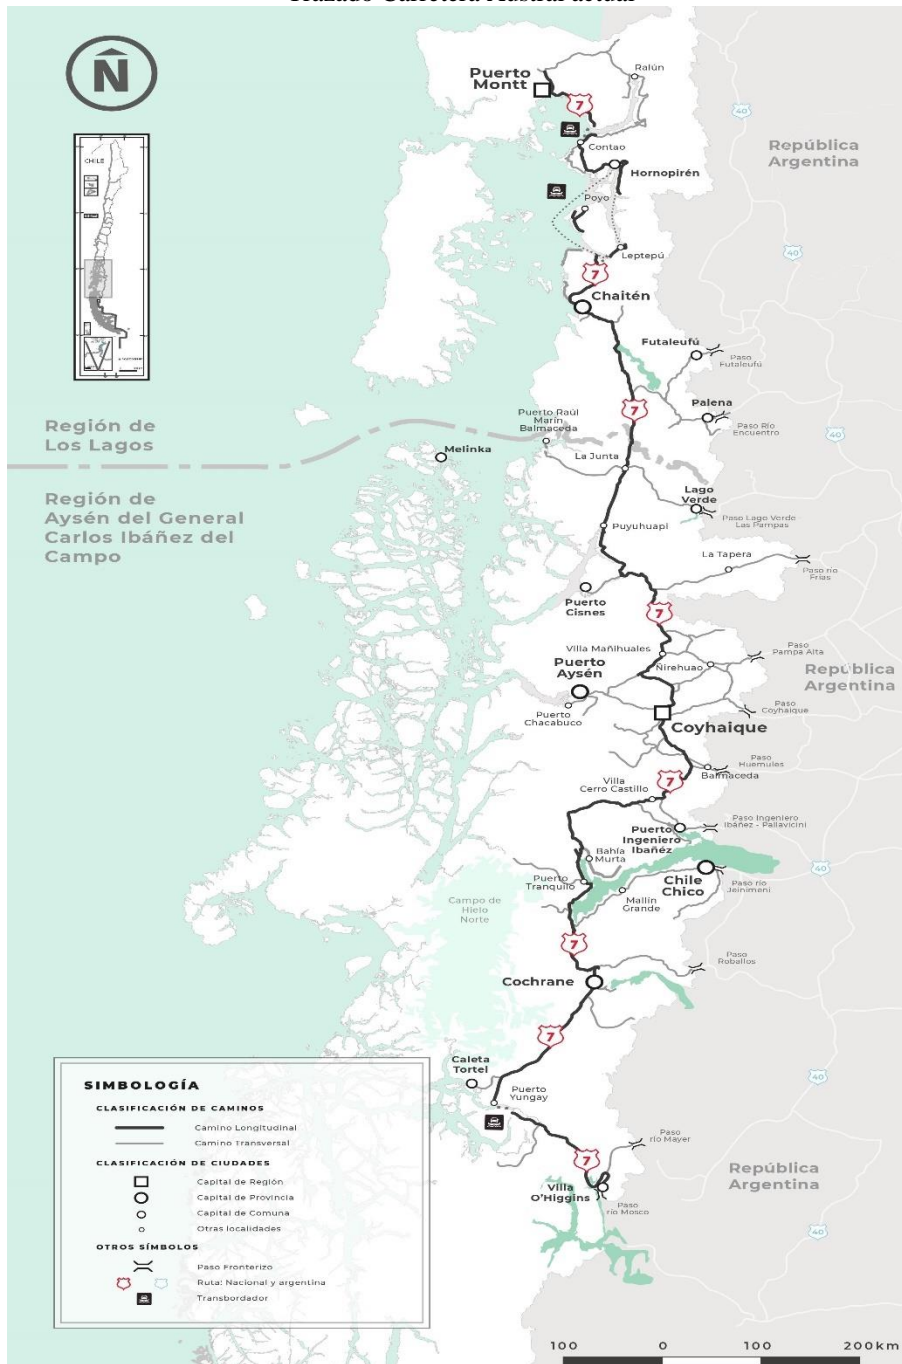 Trazado Carretera Austral actual
N
CHILE
Puerto
Montt
Ralún
7
40
República
Argentina
Contao
Hornopirén
Poyo
Leptepú
40
7
Chaitén
Futaleufú
Paso
Futaleufú
7
Palena
Puerto Raúl
Marín
Balmaceda
Paso Río
Encuentro
40
Región de
Los Lagos
Melinka
La Junta
Región de
Aysén del General
Carlos Ibáñez del
Campo
Lago
Verde
Paso Lago Verde
Las Pampas
Puyuhuapi
La Tapera
Paso río
Frías
Puerto
Cisnes
7
Villa Mañihuales
Paso
Pampa Alta
Puerto
Aysén
Ñirehuao
República
Argentina
Puerto
Chacabuco
Paso
Coyhaique
Coyhaique
Paso
Huemules
Balmaceda
7
Villa
Cerro Castillo
Paso Ingeniero
Ibáñez - Pallavicini
Puerto
Ingeniero
Ibañéz
Bahía
Murta
40
Puerto
Tranquilo
Chile
Chico
Paso río
Jeinimeni
Mallín
Grande
Campo de
Hielo
Norte
7
Paso
Roballos
Cochrane
7
Caleta
Tortel
40
Puerto
Yungay
Paso
río Mayer
7
República
Argentina
Villa
O'Higgins
Paso
río Mosco
40
SIMBOLOGÍA
CLASIFICACIÓN DE CAMINOS
Camino Longitudinal
Camino Transversal
CLASIFICACIÓN DE CIUDADES
Capital de Región
Capital de Provincia
Capital de Comuna
Otras localidades
OTROS SÍMBOLOS
Paso Fronterizo
Ruta: Nacional y argentina
Transbordador
100 0 100 200km